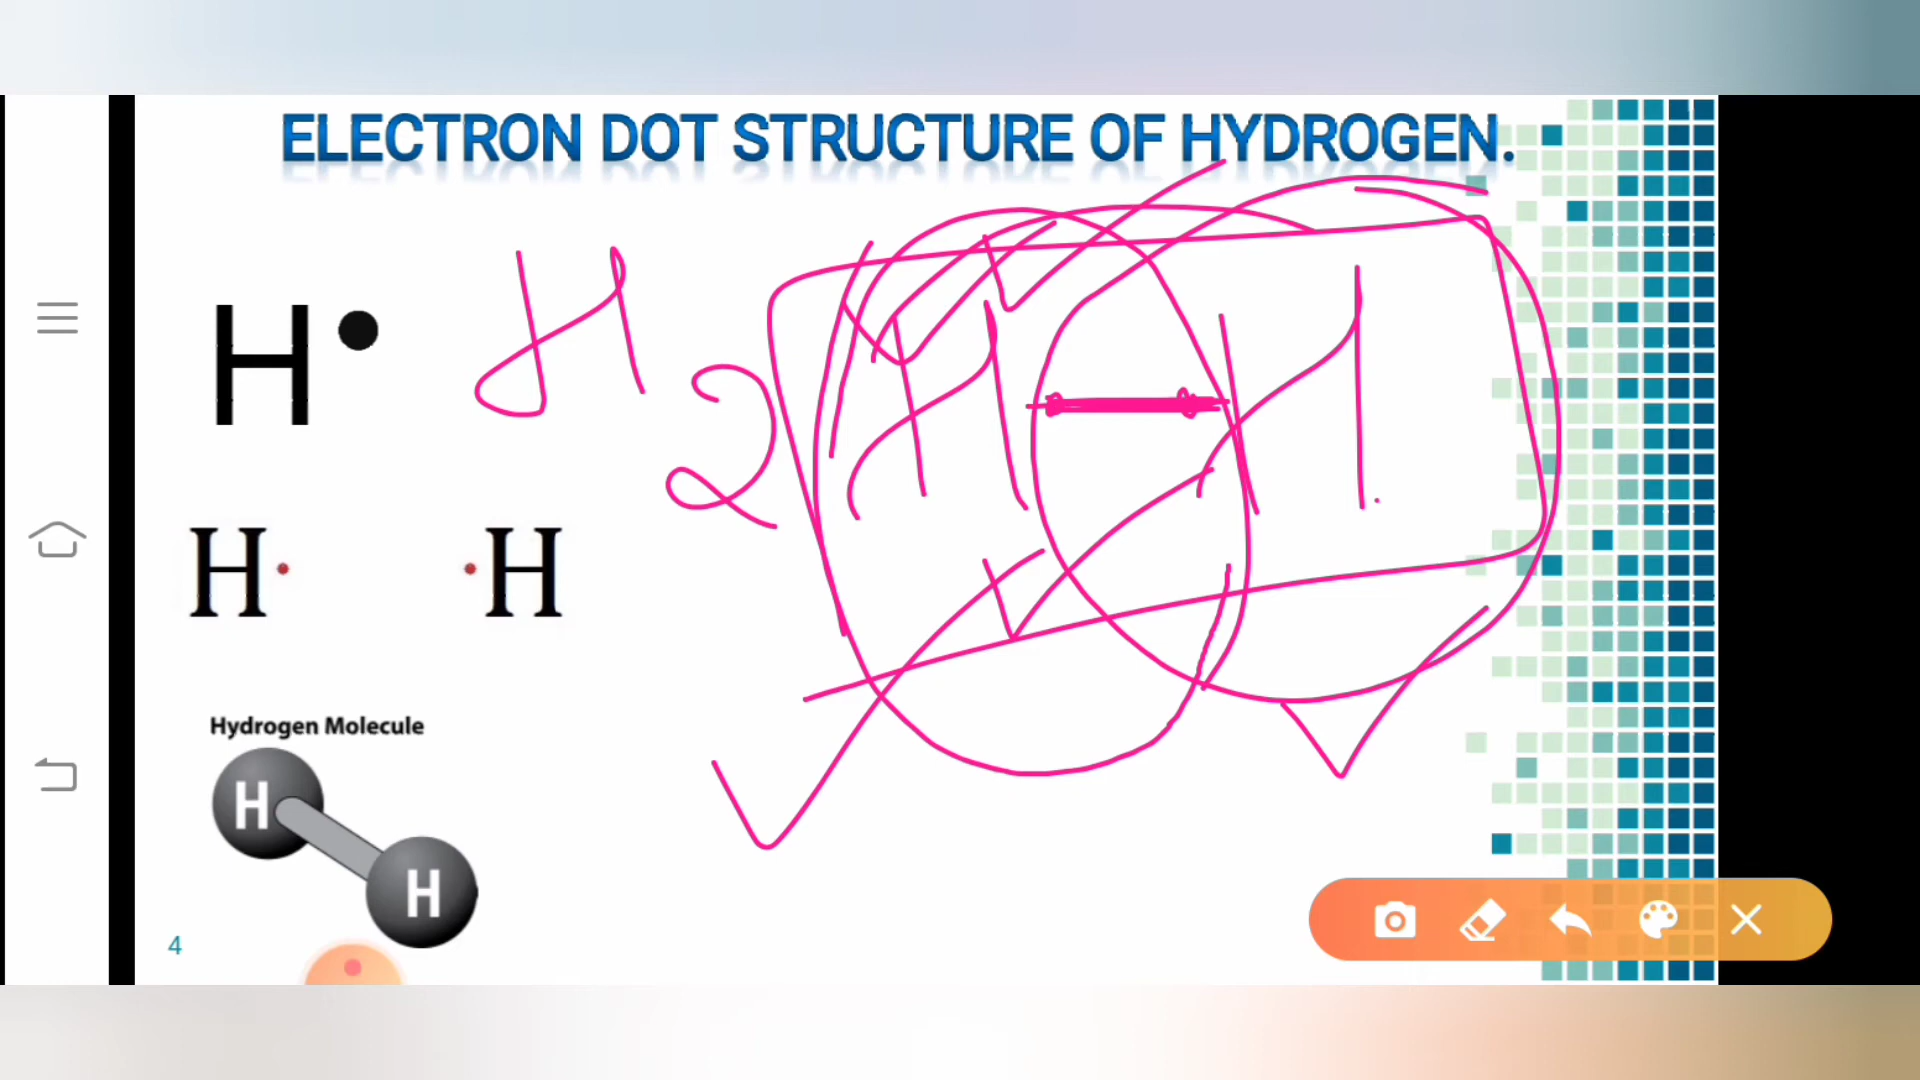 ELECTRON DOT STRUCTURE OF HYDROGEN.
H• H2 H-H
H• •H
Hydrogen Molecule
H
H
4